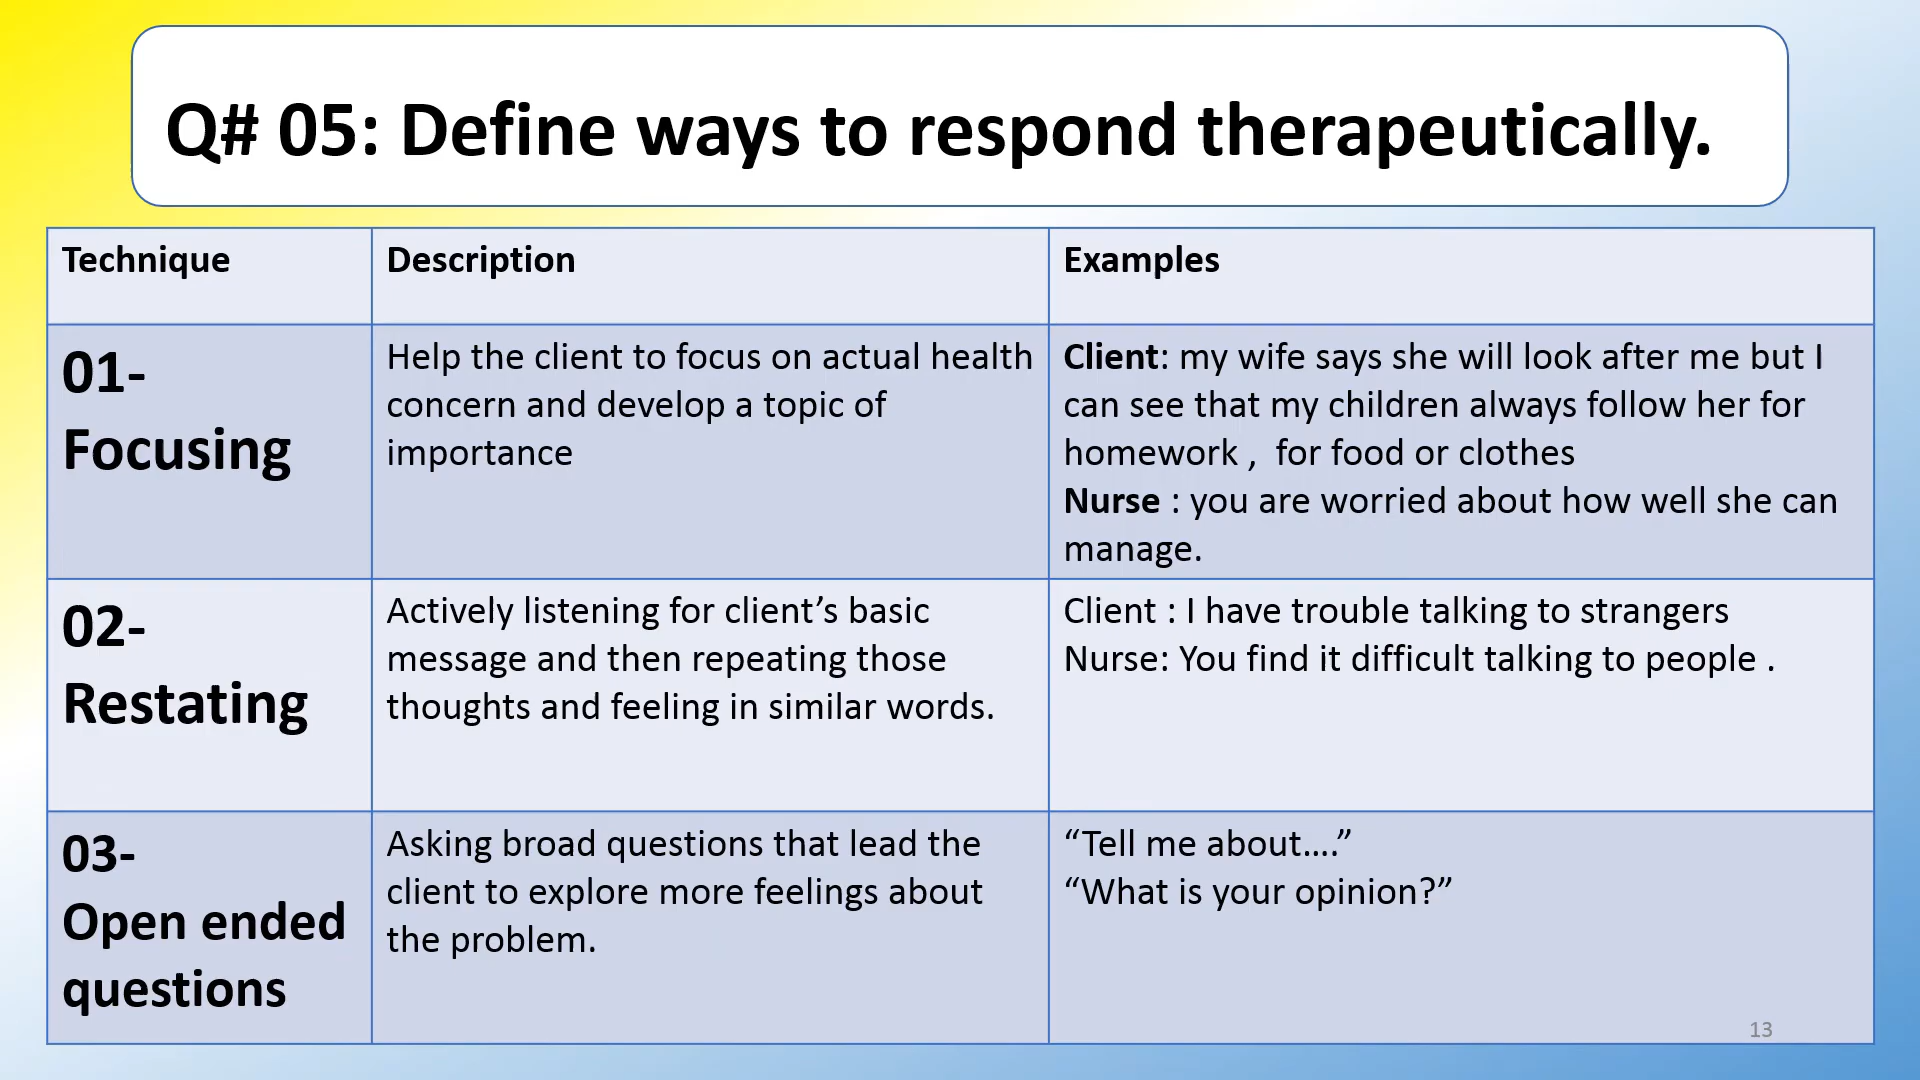 Q# 05: Define ways to respond therapeutically.
Technique
Description
Examples
01-
Focusing
Help the client to focus on actual health
concern and develop a topic of
importance
Client: my wife says she will look after me but I
can see that my children always follow her for
homework ,  for food or clothes
Nurse : you are worried about how well she can
manage.
02-
Restating
Actively listening for client’s basic
message and then repeating those
thoughts and feeling in similar words.
Client : I have trouble talking to strangers
Nurse: You find it difficult talking to people .
03-
Open ended
questions
Asking broad questions that lead the
client to explore more feelings about
the problem.
“Tell me about….”
“What is your opinion?”
13